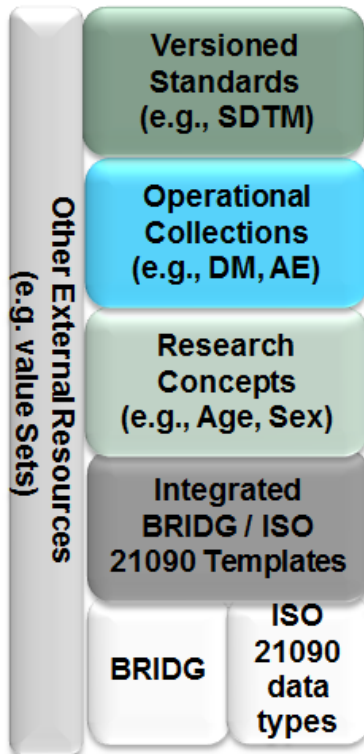 Other External Resources
(e.g. value Sets)
Versioned
Standards
(e.g., SDTM)
Operational
Collections
(e.g., DM, AE)
Research
Concepts
(e.g., Age, Sex)
Integrated
BRIDG / ISO
21090 Templates
BRIDG
ISO
21090
data
types